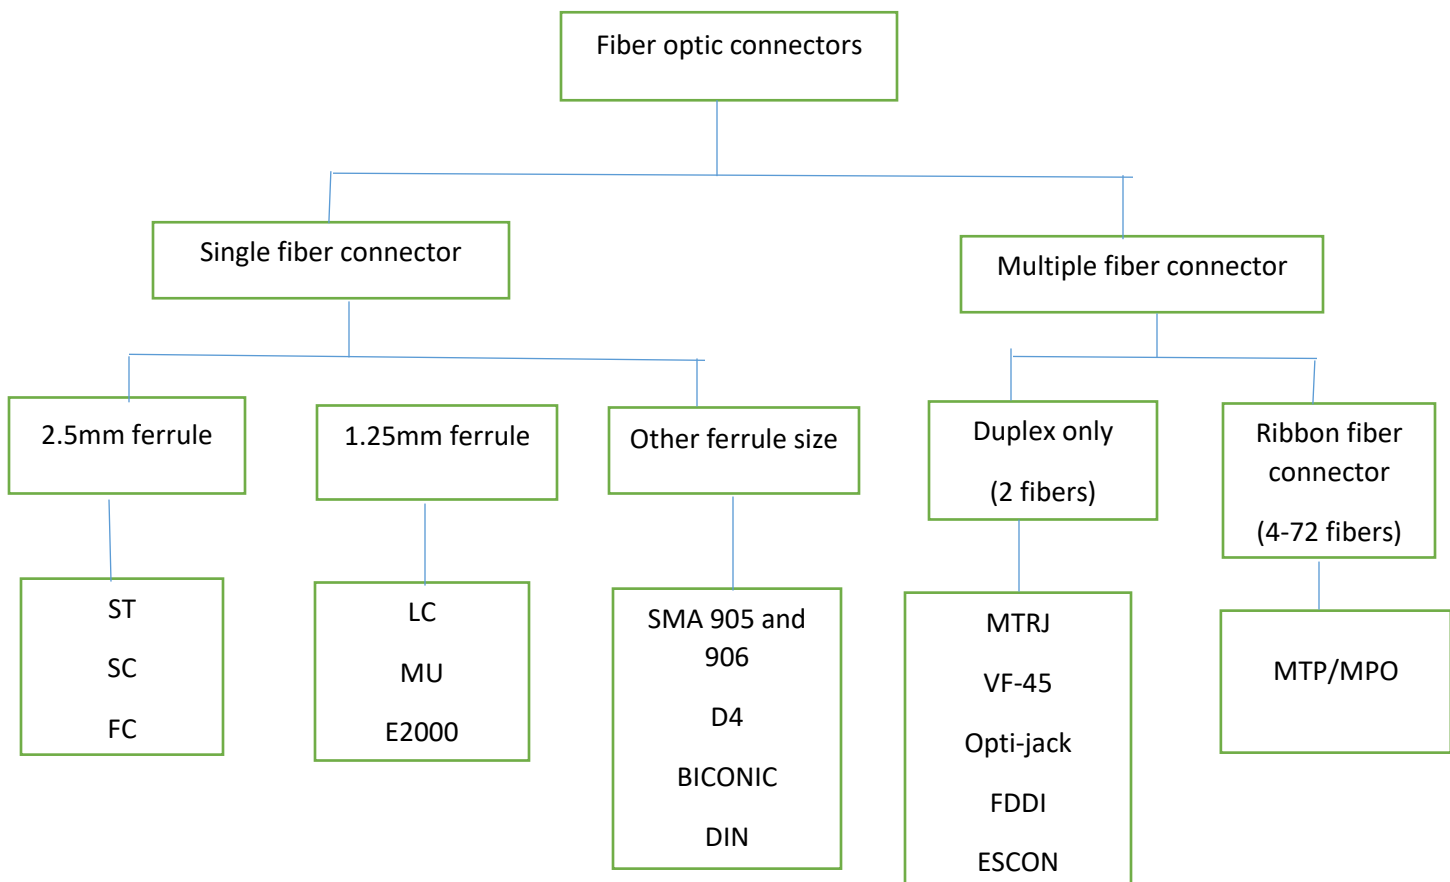 Fiber optic connectors
Single fiber connector
Multiple fiber connector
2.5mm ferrule
1.25mm ferrule
Other ferrule size
Duplex only
(2 fibers)
Ribbon fiber
connector
(4-72 fibers)
ST
SC
FC
LC
MU
E2000
SMA 905 and
906
D4
BICONIC
DIN
MTRJ
VF-45
Opti-jack
FDDI
ESCON
MTP/MPO